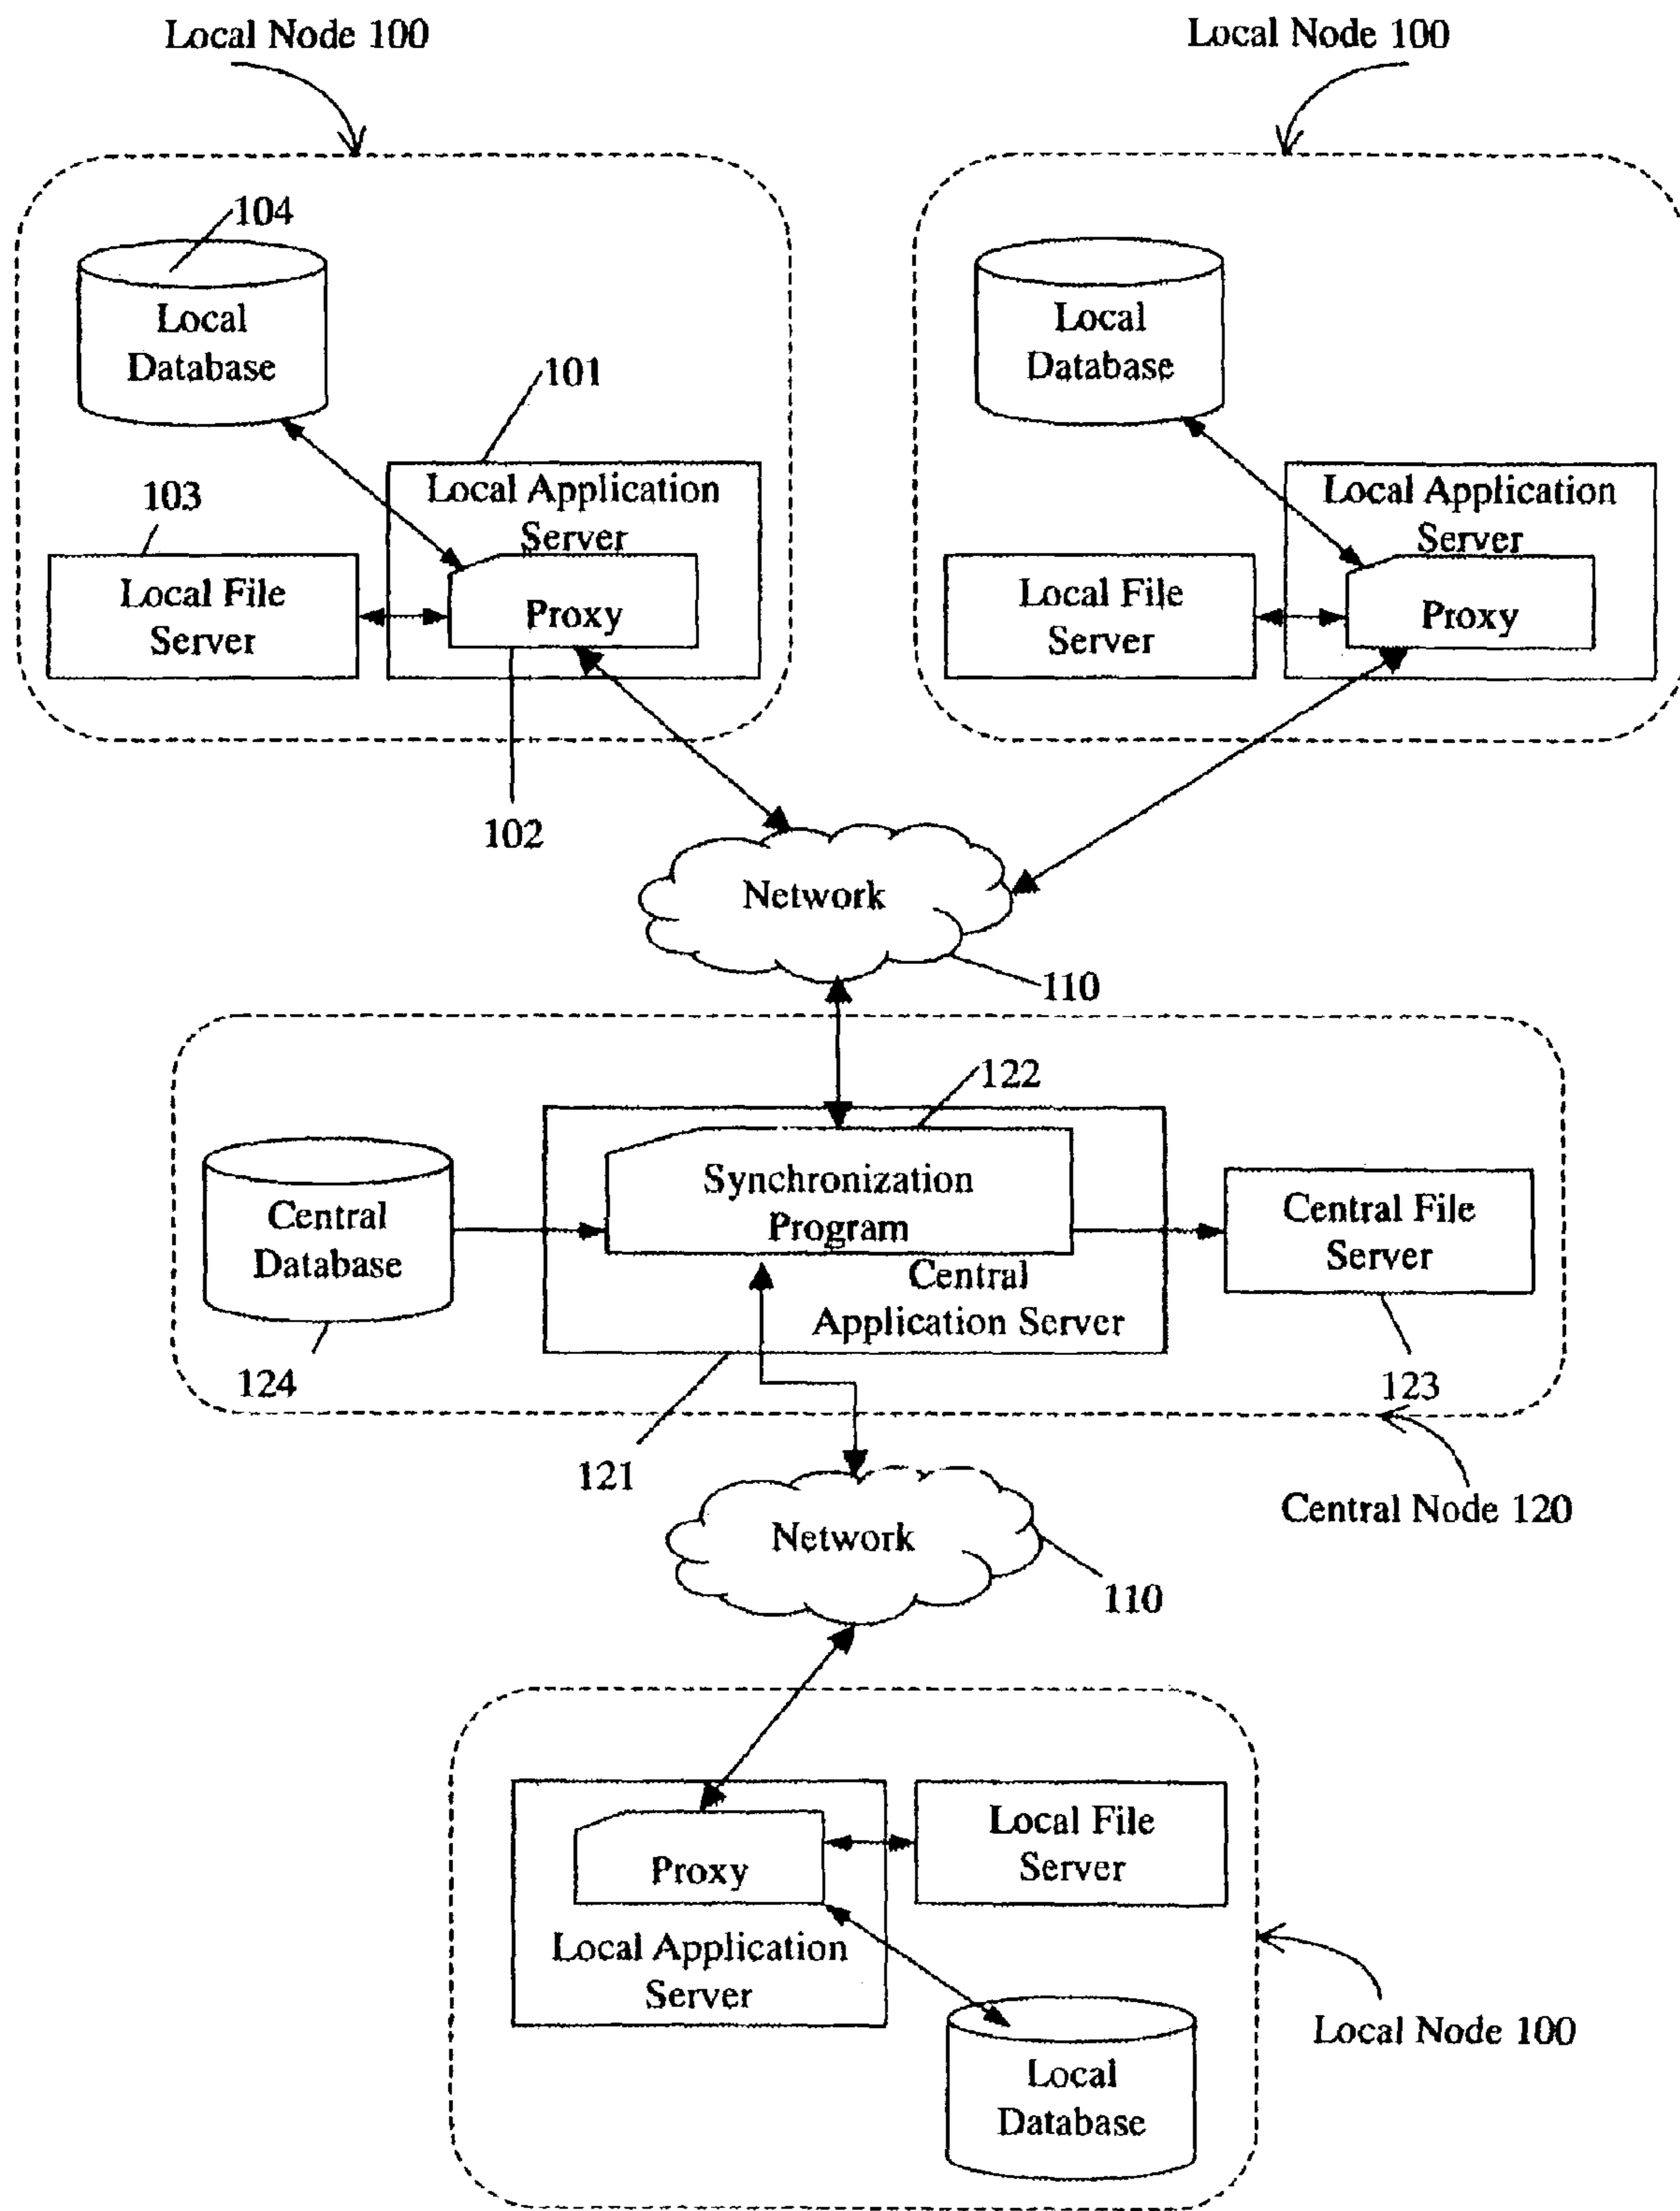 Local Node 100
Local Node 100
104
Local
Database
101
Local Application
Server
103
Local File
Server
Proxy
102
Local
Database
Local Application
Server
Local File
Server
Proxy
Network
110
122
Synchronization
Program
Central
Application Server
Central
Database
124
Central File
Server
123
121
Central Node 120
Network
110
Proxy
Local Application
Server
Local File
Server
Local
Database
Local Node 100